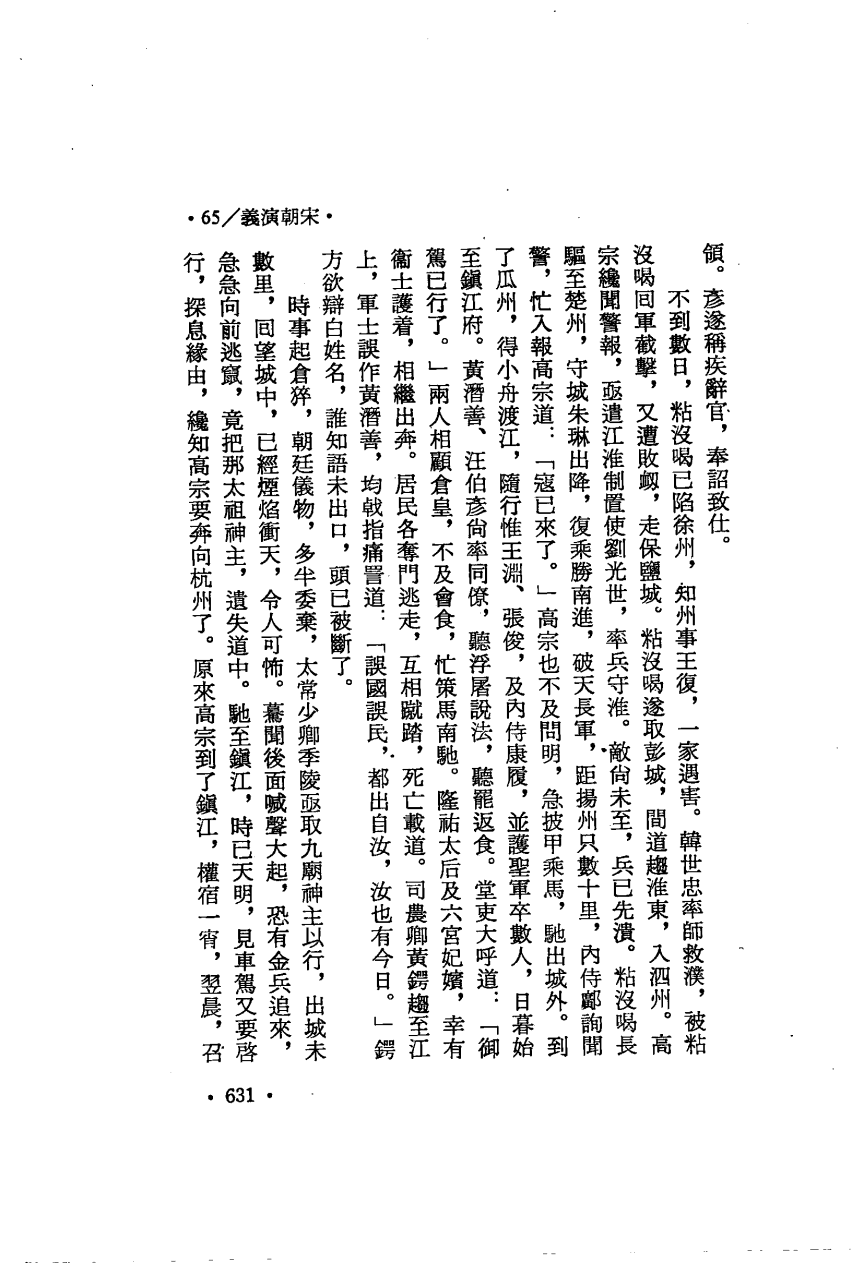 ·65/義演朝宋·
領。彥遂稱疾辭官,奉詔致仕。
不到數日,粘沒喝已陷徐州,知州事王復,一家遇害。韓世忠率師救濮,被粘
沒喝回軍截擊,又遭敗衂,走保鹽城。粘沒喝遂取彭城,間道趨淮東,入泗州。高
宗纔聞警報,亟遣江淮制置使劉光世,率兵守淮。敵尙未至,兵已先潰。粘沒喝長
驅至楚州,守城朱琳出降,復乘勝南進,破天長軍,距揚州只數十里,內侍鄺詢聞
警,忙入報高宗道:「寇已來了。」高宗也不及問明,急披甲乘馬,馳出城外。到
了瓜州,得小舟渡江,隨行惟王淵、張俊,及內侍康履,並護聖軍卒數人,日暮始
至鎭江府。黃潛善、汪伯彥尙率同僚,聽浮屠說法,聽罷返食。堂吏大呼道:「御
駕已行了。」兩人相顧倉皇,不及會食,忙策馬南馳。隆祐太后及六宮妃嬪,幸有
衞士護着,相繼出奔。居民各奪門逃走,互相蹴踏,死亡載道。司農卿黃鍔趨至江
上,軍士誤作黃潛善,均戟指痛詈道:「誤國誤民,都出自汝,汝也有今日。」鍔
方欲辯白姓名,誰知語未出口,頭已被斷了。
時事起倉猝,朝廷儀物,多半委棄,太常少卿季陵亟取九廟神主以行,出城未
數里,回望城中,已經煙焰衝天,令人可怖。驀聞後面喊聲大起,恐有金兵追來,
急急向前逃竄,竟把那太祖神主,遺失道中。馳至鎭江,時已天明,見車駕又要啓
行,探息緣由,纔知高宗要奔向杭州了。原來高宗到了鎭江,權宿一宵,翌晨,召
·631·